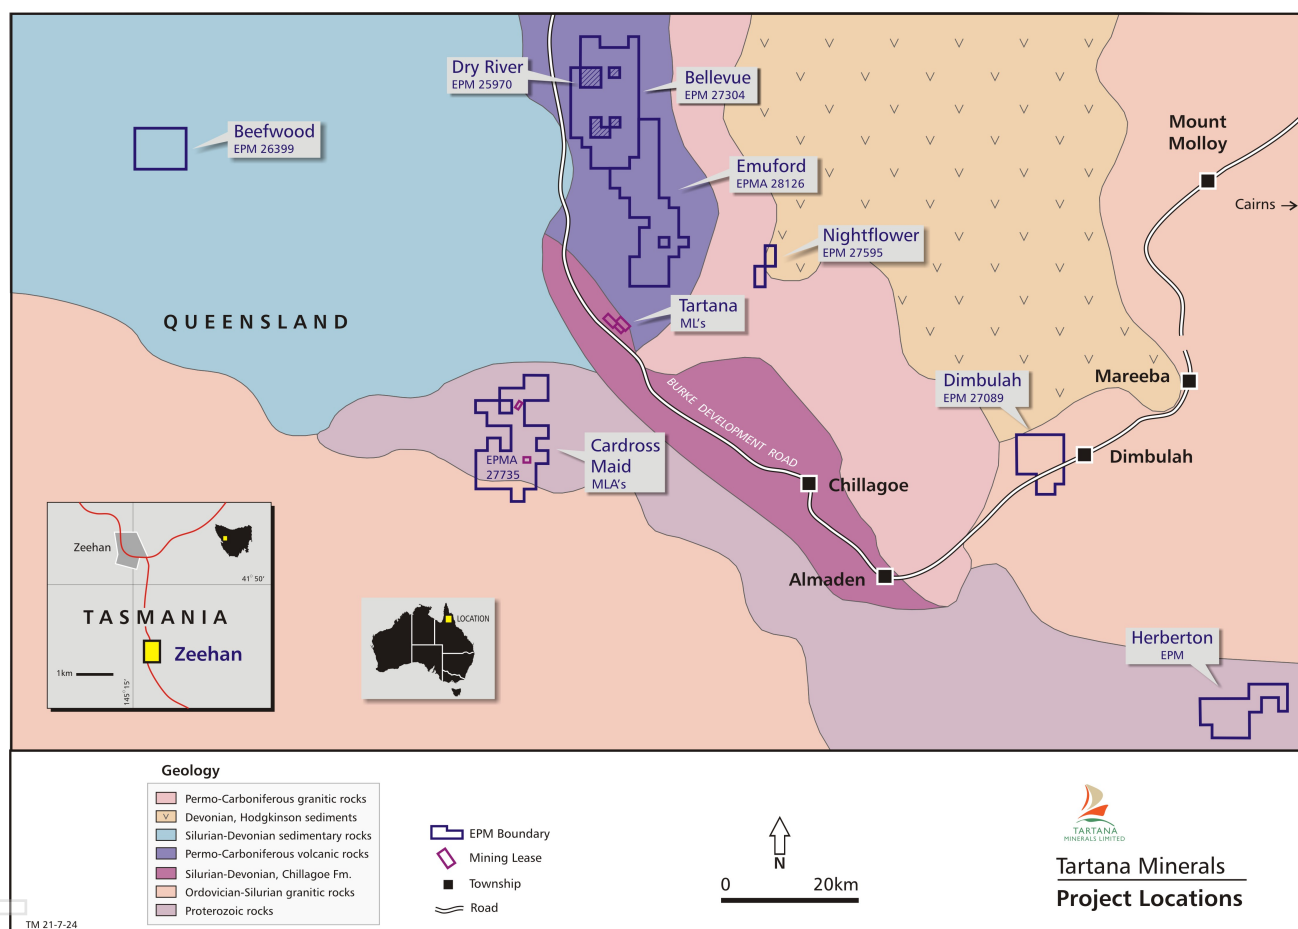 Dry River
EPM 25970
Bellevue
EPM 27304
Beefwood
EPM 26399
Mount
Molloy
Emuford
EPMA 28126
Cairns
Nightflower
EPM 27595
Tartana
ML's
QUEENSLAND
Mareeba
Dimbulah
EPM 27089
BURKE DEVELOPMENT ROAD
Cardross
Maid
MLA's
EPMA
27735
Dimbulah
Chillagoe
Almaden
Zeehan
41° 50'
TASMANIA
Zeehan
1km
145° 15'
LOCATION
Herberton
EPM
Geology
Permo-Carboniferous granitic rocks
Devonian, Hodgkinson sediments
Silurian-Devonian sedimentary rocks
Permo-Carboniferous volcanic rocks
Silurian-Devonian, Chillagoe Fm.
Ordovician-Silurian granitic rocks
Proterozoic rocks
EPM Boundary
Mining Lease
Township
Road
N
0 20km
TARTANA
MINERALS LIMITED
Tartana Minerals
Project Locations
TM 21-7-24